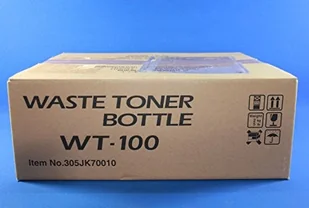 WASTE TONER
BOTTLE
WT-100
Item No.305JK70010